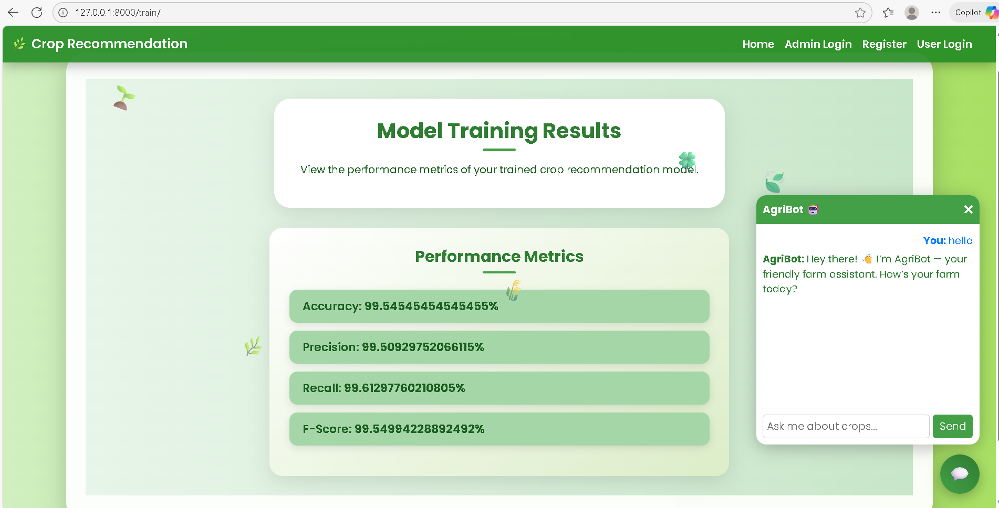 127.0.0.1:8000/train/
Copilot
Crop Recommendation
Home Admin Login Register User Login
Model Training Results
View the performance metrics of your trained crop recommendation model.
Performance Metrics
Accuracy: 99.54545454545455%
Precision: 99.50929752066115%
Recall: 99.61297760210805%
F-Score: 99.54994228892492%
AgriBot
×
You: hello
AgriBot: Hey there! 👋 I'm AgriBot — your
friendly farm assistant. How's your farm
today?
Ask me about crops...
Send